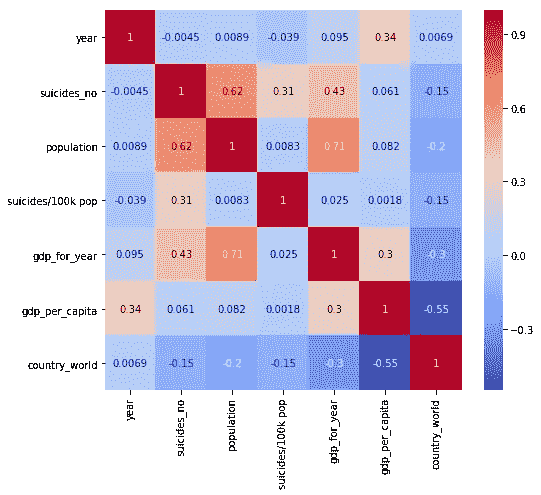 year 1 -0.0045 0.0089 -0.039 0.095 0.34 0.0069
suicides_no -0.0045 1 0.62 0.31 0.43 0.061 -0.15
population 0.0089 0.62 1 0.0083 0.71 0.082 -0.2
suicides/100k pop -0.039 0.31 0.0083 1 0.025 0.0018 -0.15
gdp_for_year 0.095 0.43 0.71 0.025 1 0.3 -0.3
gdp_per_capita 0.34 0.061 0.082 0.0018 0.3 1 -0.55
country_world 0.0069 -0.15 -0.2 -0.15 -0.3 -0.55 1
year
suicides_no
population
suicides/100k pop
gdp_for_year
gdp_per_capita
country_world
0.9
0.6
0.3
0.0
-0.3